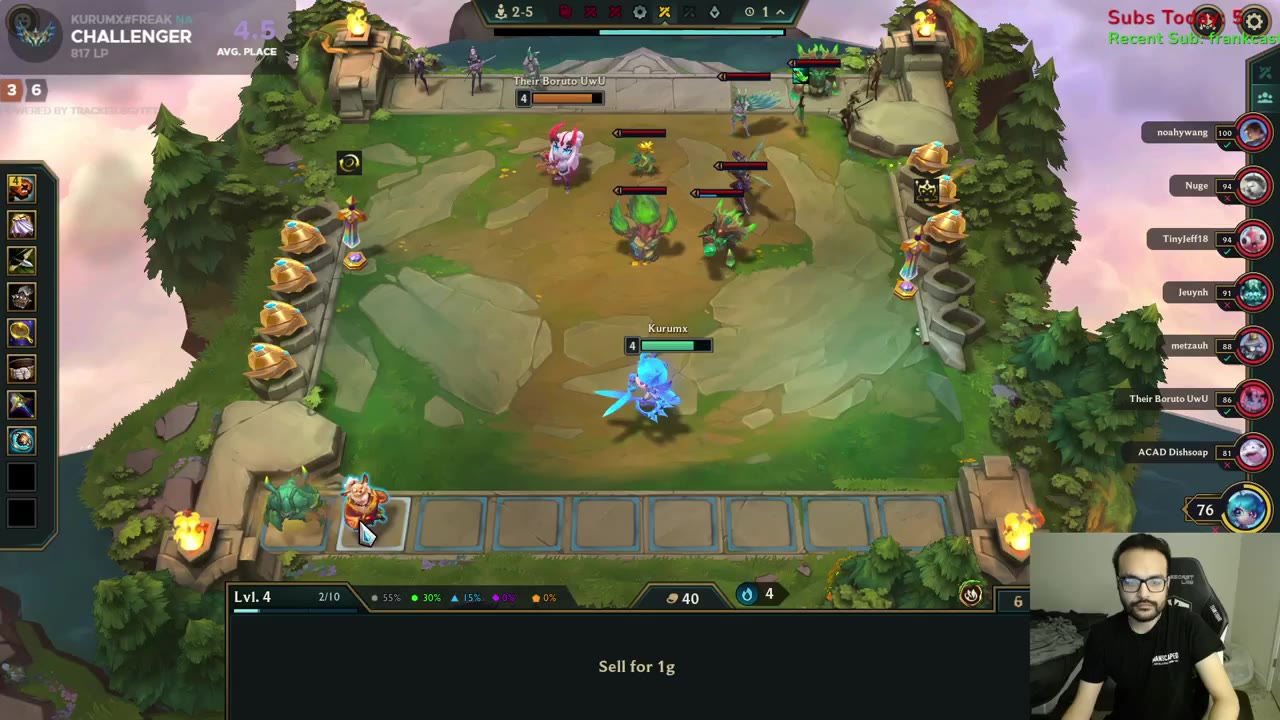 KURUMX#FREAK NA
CHALLENGER
817 LP
4.5
AVG. PLACE
3 6
2-5
1
Subs Today: 5
Recent Sub: frankcas
Their Boruto UwU
4
Kurumx
4
noahywang 100
Nuge 94
TinyJeff18 94
Jeuynh 91
metzauh 88
Their Boruto UwU 86
ACAD Dishsoap 81
76
Lvl. 4
2/10
55% 30% 15% 0% 0%
40
4
6
Sell for 1g